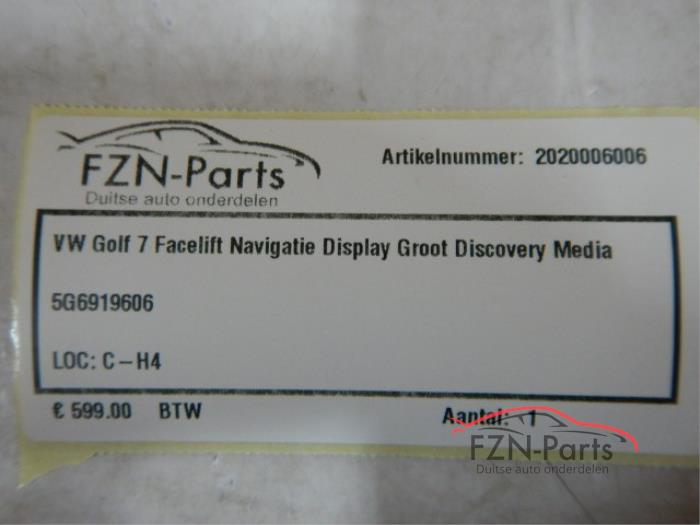 FZN-Parts
Duitse auto onderdelen
Artikelnummer: 2020006006
VW Golf 7 Facelift Navigatie Display Groot Discovery Media
5G6919606
LOC: C-H4
€ 599.00 BTW
Aantal: 1
FZN-Parts
Duitse auto onderdelen